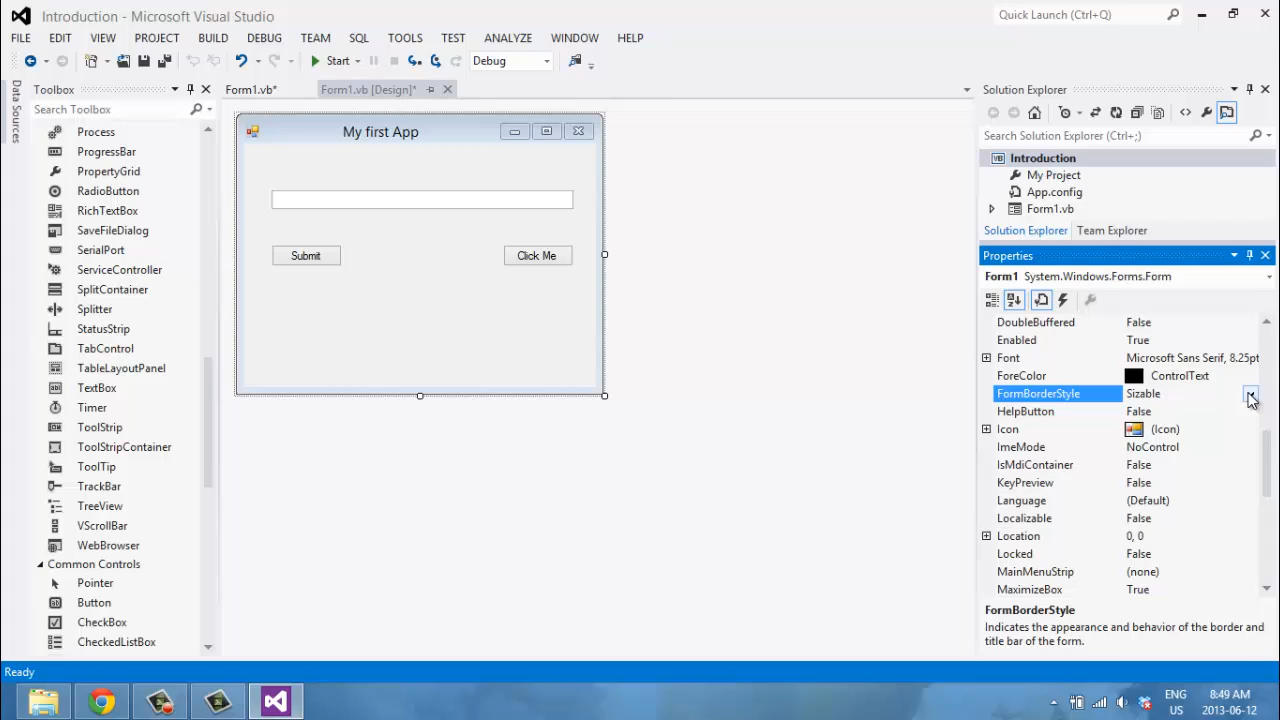 Introduction - Microsoft Visual Studio
Quick Launch (Ctrl+Q)
FILE EDIT VIEW PROJECT BUILD DEBUG TEAM SQL TOOLS TEST ANALYZE WINDOW HELP
Start Debug
Data Sources
Toolbox
Search Toolbox
Process
ProgressBar
PropertyGrid
RadioButton
RichTextBox
SaveFileDialog
SerialPort
ServiceController
SplitContainer
Splitter
StatusStrip
TabControl
TableLayoutPanel
TextBox
Timer
ToolStrip
ToolStripContainer
ToolTip
TrackBar
TreeView
VScrollBar
WebBrowser
Common Controls
Pointer
Button
CheckBox
CheckedListBox
Form1.vb* Form1.vb [Design]*
My first App
Submit Click Me
Solution Explorer
Search Solution Explorer (Ctrl+;)
Introduction
My Project
App.config
Form1.vb
Solution Explorer Team Explorer
Properties
Form1 System.Windows.Forms.Form
DoubleBuffered False
Enabled True
Font Microsoft Sans Serif, 8.25pt
ForeColor ControlText
FormBorderStyle Sizable
HelpButton False
Icon (Icon)
ImeMode NoControl
IsMdiContainer False
KeyPreview False
Language (Default)
Localizable False
Location 0, 0
Locked False
MainMenuStrip (none)
MaximizeBox True
FormBorderStyle
Indicates the appearance and behavior of the border and
title bar of the form.
Ready
ENG
US
8:49 AM
2013-06-12